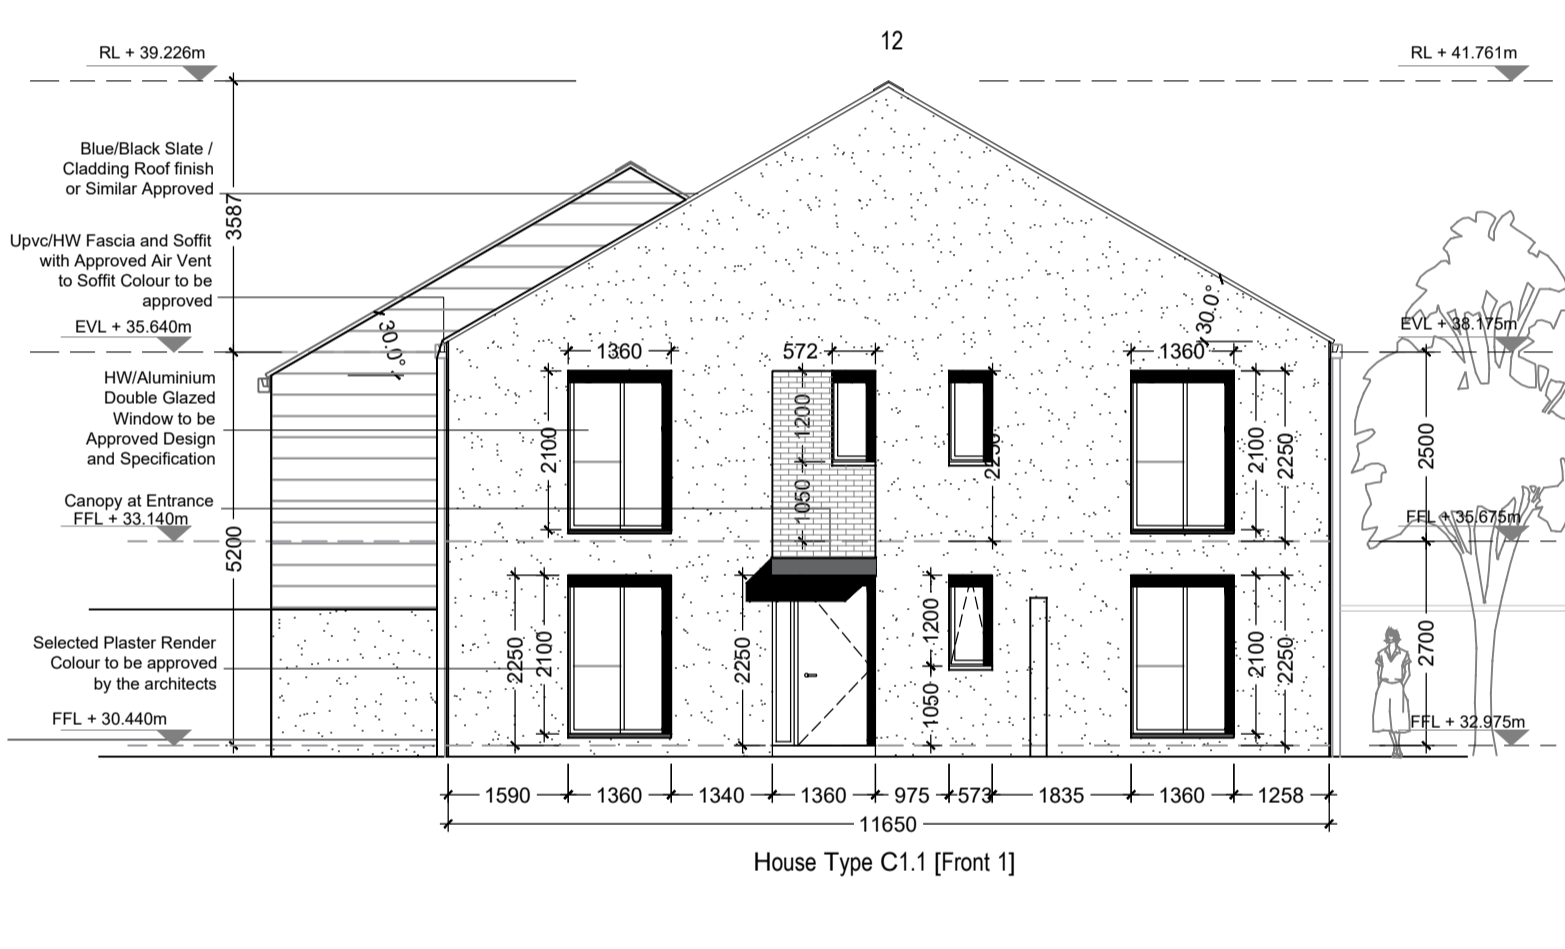 12
RL + 39.226m
RL + 41.761m
Blue/Black Slate /
Cladding Roof finish
or Similar Approved
3587
Upvc/HW Fascia and Soffit
with Approved Air Vent
to Soffit Colour to be
approved
30.0°
30.0°
EVL + 35.640m
EVL + 38.175m
1360
572
1360
HW/Aluminium
Double Glazed
Window to be
Approved Design
and Specification
2100
1200
1050
2250
2100
2250
2500
Canopy at Entrance
FFL + 33.140m
FFL + 35.675m
5200
2250
2100
2250
1200
1050
2100
2250
2700
Selected Plaster Render
Colour to be approved
by the architects
FFL + 30.440m
FFL + 32.975m
1590
1360
1340
1360
975
573
1835
1360
1258
11650
House Type C1.1 [Front 1]